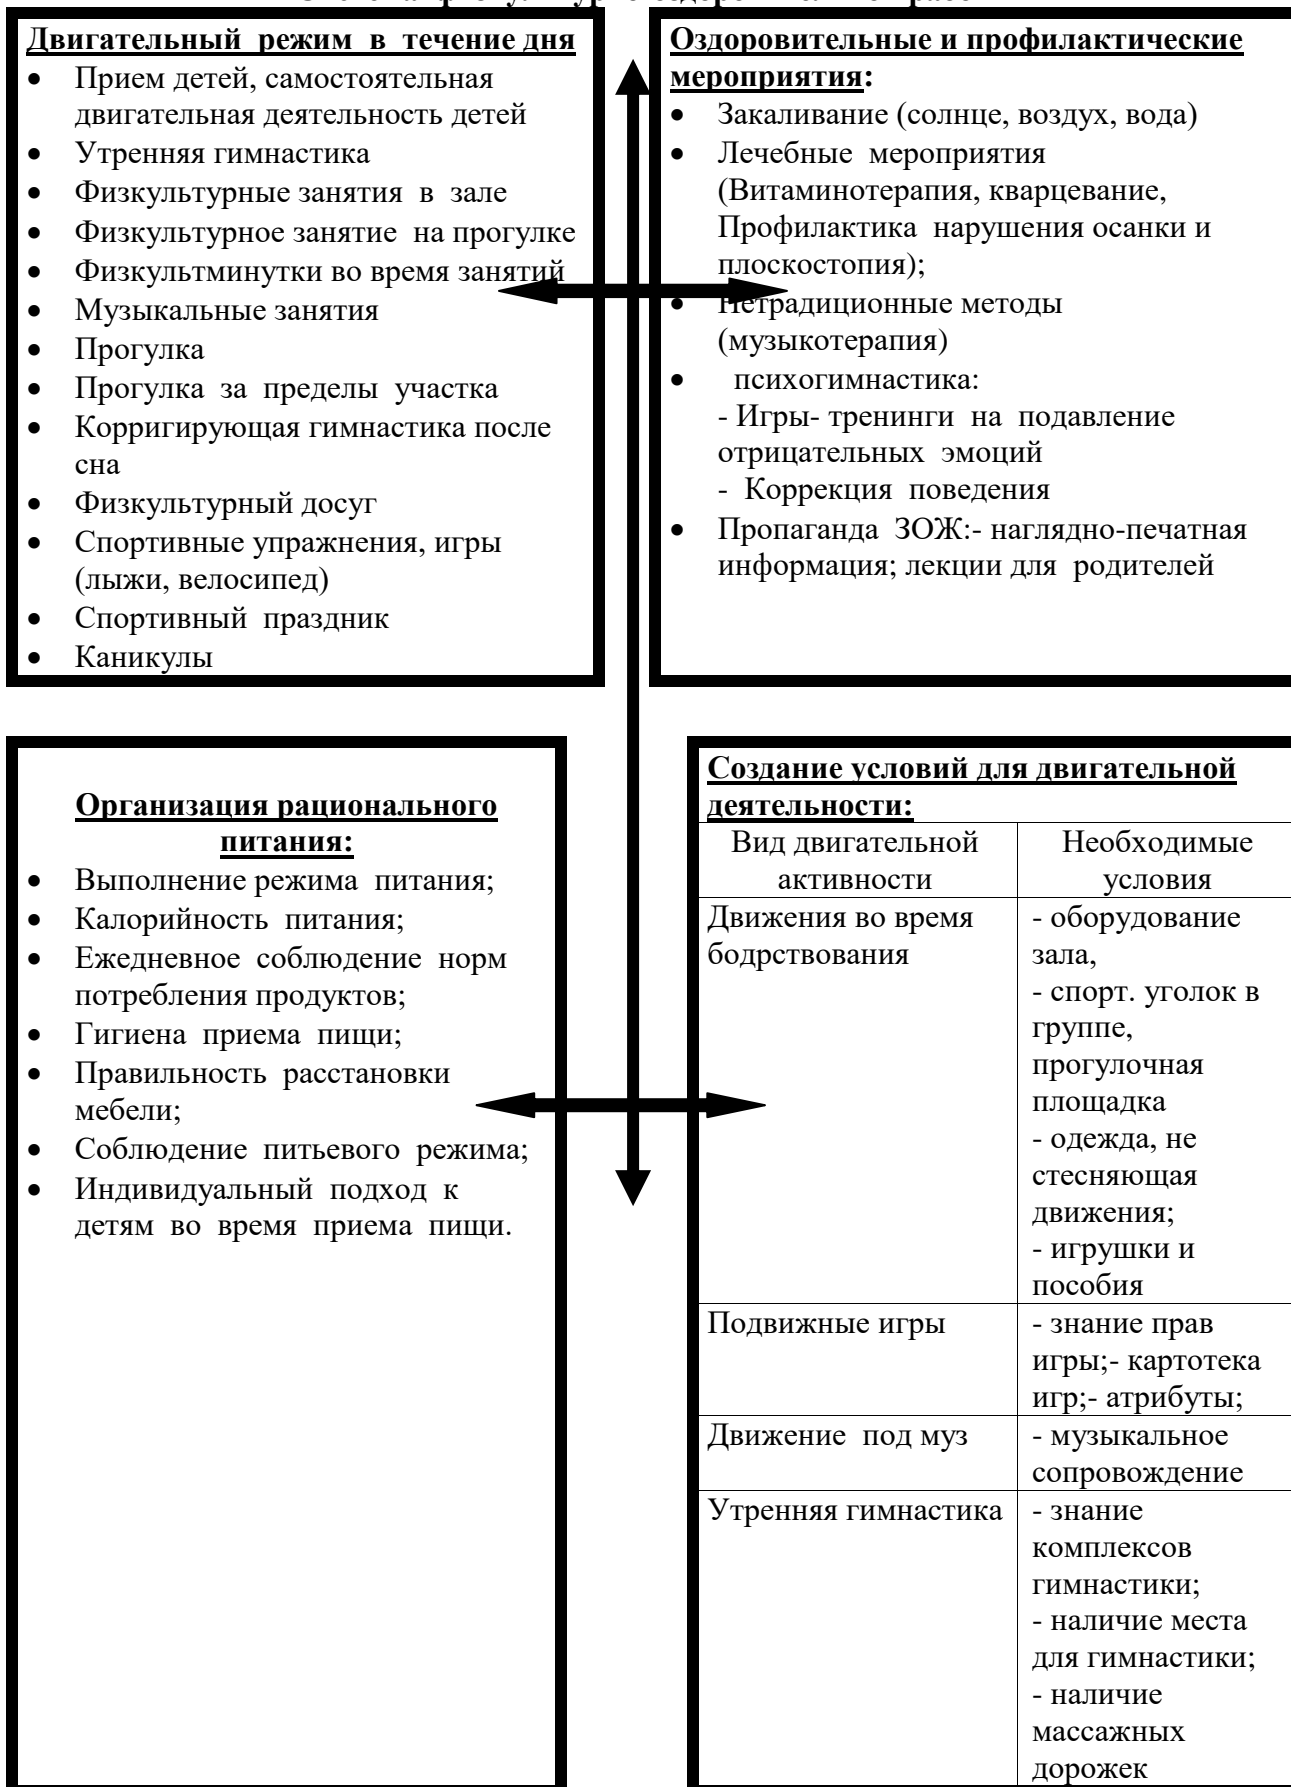 Двигательный режим в течение дня
• Прием детей, самостоятельная
двигательная деятельность детей
• Утренняя гимнастика
• Физкультурные занятия в зале
• Физкультурное занятие на прогулке
• Физкультминутки во время занятий
• Музыкальные занятия
• Прогулка
• Прогулка за пределы участка
• Корригирующая гимнастика после
сна
• Физкультурный досуг
• Спортивные упражнения, игры
(лыжи, велосипед)
• Спортивный праздник
• Каникулы
Оздоровительные и профилактические
мероприятия:
• Закаливание (солнце, воздух, вода)
• Лечебные мероприятия
(Витаминотерапия, кварцевание,
Профилактика нарушения осанки и
плоскостопия);
• Нетрадиционные методы
(музыкотерапия)
• психогимнастика:
- Игры- тренинги на подавление
отрицательных эмоций
- Коррекция поведения
• Пропаганда ЗОЖ:- наглядно-печатная
информация; лекции для родителей
Организация рационального
питания:
• Выполнение режима питания;
• Калорийность питания;
• Ежедневное соблюдение норм
потребления продуктов;
• Гигиена приема пищи;
• Правильность расстановки
мебели;
• Соблюдение питьевого режима;
• Индивидуальный подход к
детям во время приема пищи.
Создание условий для двигательной
деятельности:
Вид двигательной
активности
Необходимые
условия
Движения во время
бодрствования
- оборудование
зала,
- спорт. уголок в
группе,
прогулочная
площадка
- одежда, не
стесняющая
движения;
- игрушки и
пособия
Подвижные игры
- знание прав
игры;- картотека
игр;- атрибуты;
Движение под муз
- музыкальное
сопровождение
Утренняя гимнастика
- знание
комплексов
гимнастики;
- наличие места
для гимнастики;
- наличие
массажных
дорожек